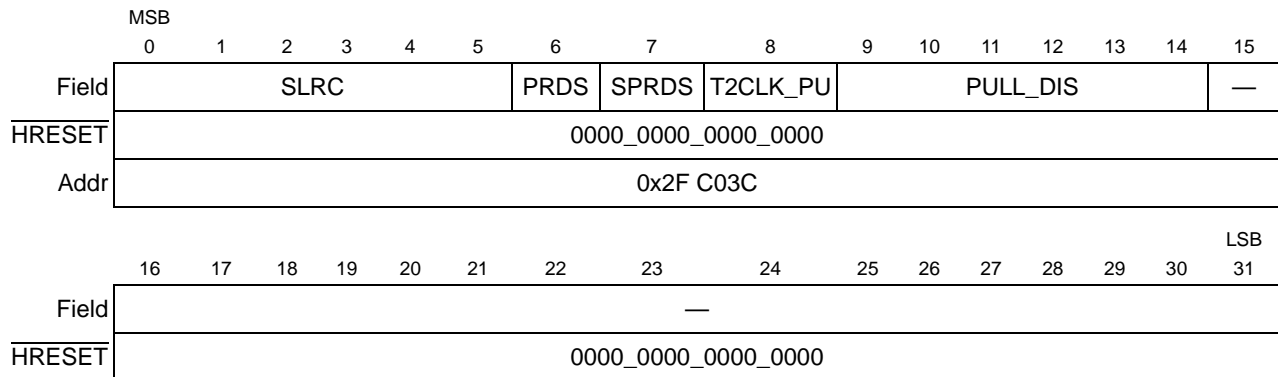 MSB
0 1 2 3 4 5 6 7 8 9 10 11 12 13 14 15
Field SLRC PRDS SPRDS T2CLK_PU PULL_DIS —
HRESET 0000_0000_0000_0000
Addr 0x2F C03C
LSB
16 17 18 19 20 21 22 23 24 25 26 27 28 29 30 31
Field —
HRESET 0000_0000_0000_0000